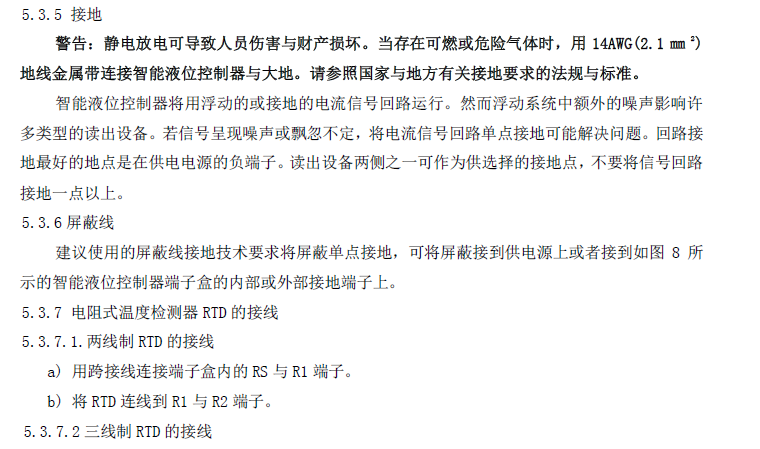 5.3.5 接地
警告：静电放电可导致人员伤害与财产损坏。当存在可燃或危险气体时，用 14AWG(2.1 mm²)
地线金属带连接智能液位控制器与大地。请参照国家与地方有关接地要求的法规与标准。
智能液位控制器将用浮动的或接地的电流信号回路运行。然而浮动系统中额外的噪声影响许
多类型的读出设备。若信号呈现噪声或飘忽不定，将电流信号回路单点接地可能解决问题。回路接
地最好的地点是在供电电源的负端子。读出设备两侧之一可作为供选择的接地点，不要将信号回路
接地一点以上。
5.3.6 屏蔽线
建议使用的屏蔽线接地技术要求将屏蔽单点接地，可将屏蔽接到供电源上或者接到如图 8 所
示的智能液位控制器端子盒的内部或外部接地端子上。
5.3.7 电阻式温度检测器 RTD 的接线
5.3.7.1.两线制 RTD 的接线
a) 用跨接线连接端子盒内的 RS 与 R1 端子。
b) 将 RTD 连线到 R1 与 R2 端子。
5.3.7.2 三线制 RTD 的接线